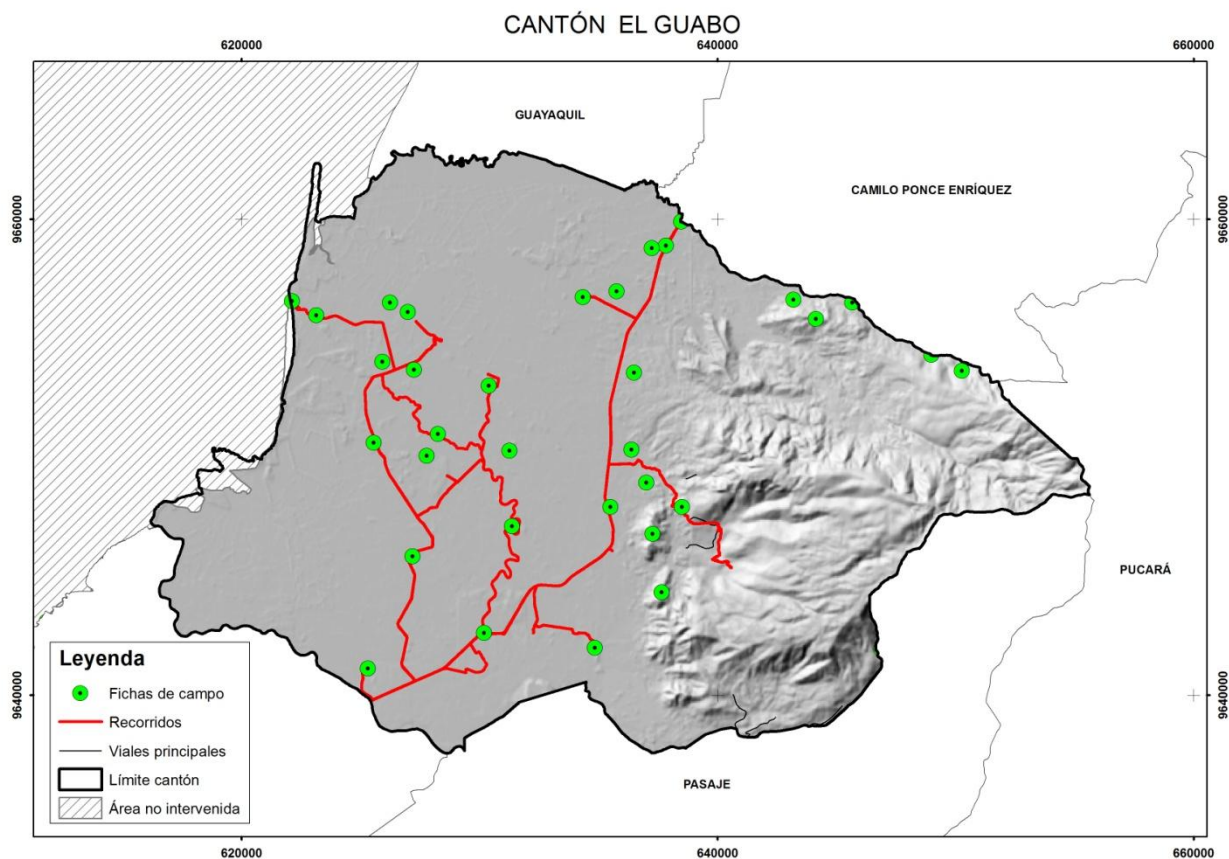 CANTÓN EL GUABO
620000
640000
660000
GUAYAQUIL
CAMILO PONCE ENRÍQUEZ
9660000
9660000
PUCARÁ
Leyenda
Fichas de campo
Recorridos
Viales principales
Límite cantón
Área no intervenida
9640000
9640000
PASAJE
620000
640000
660000